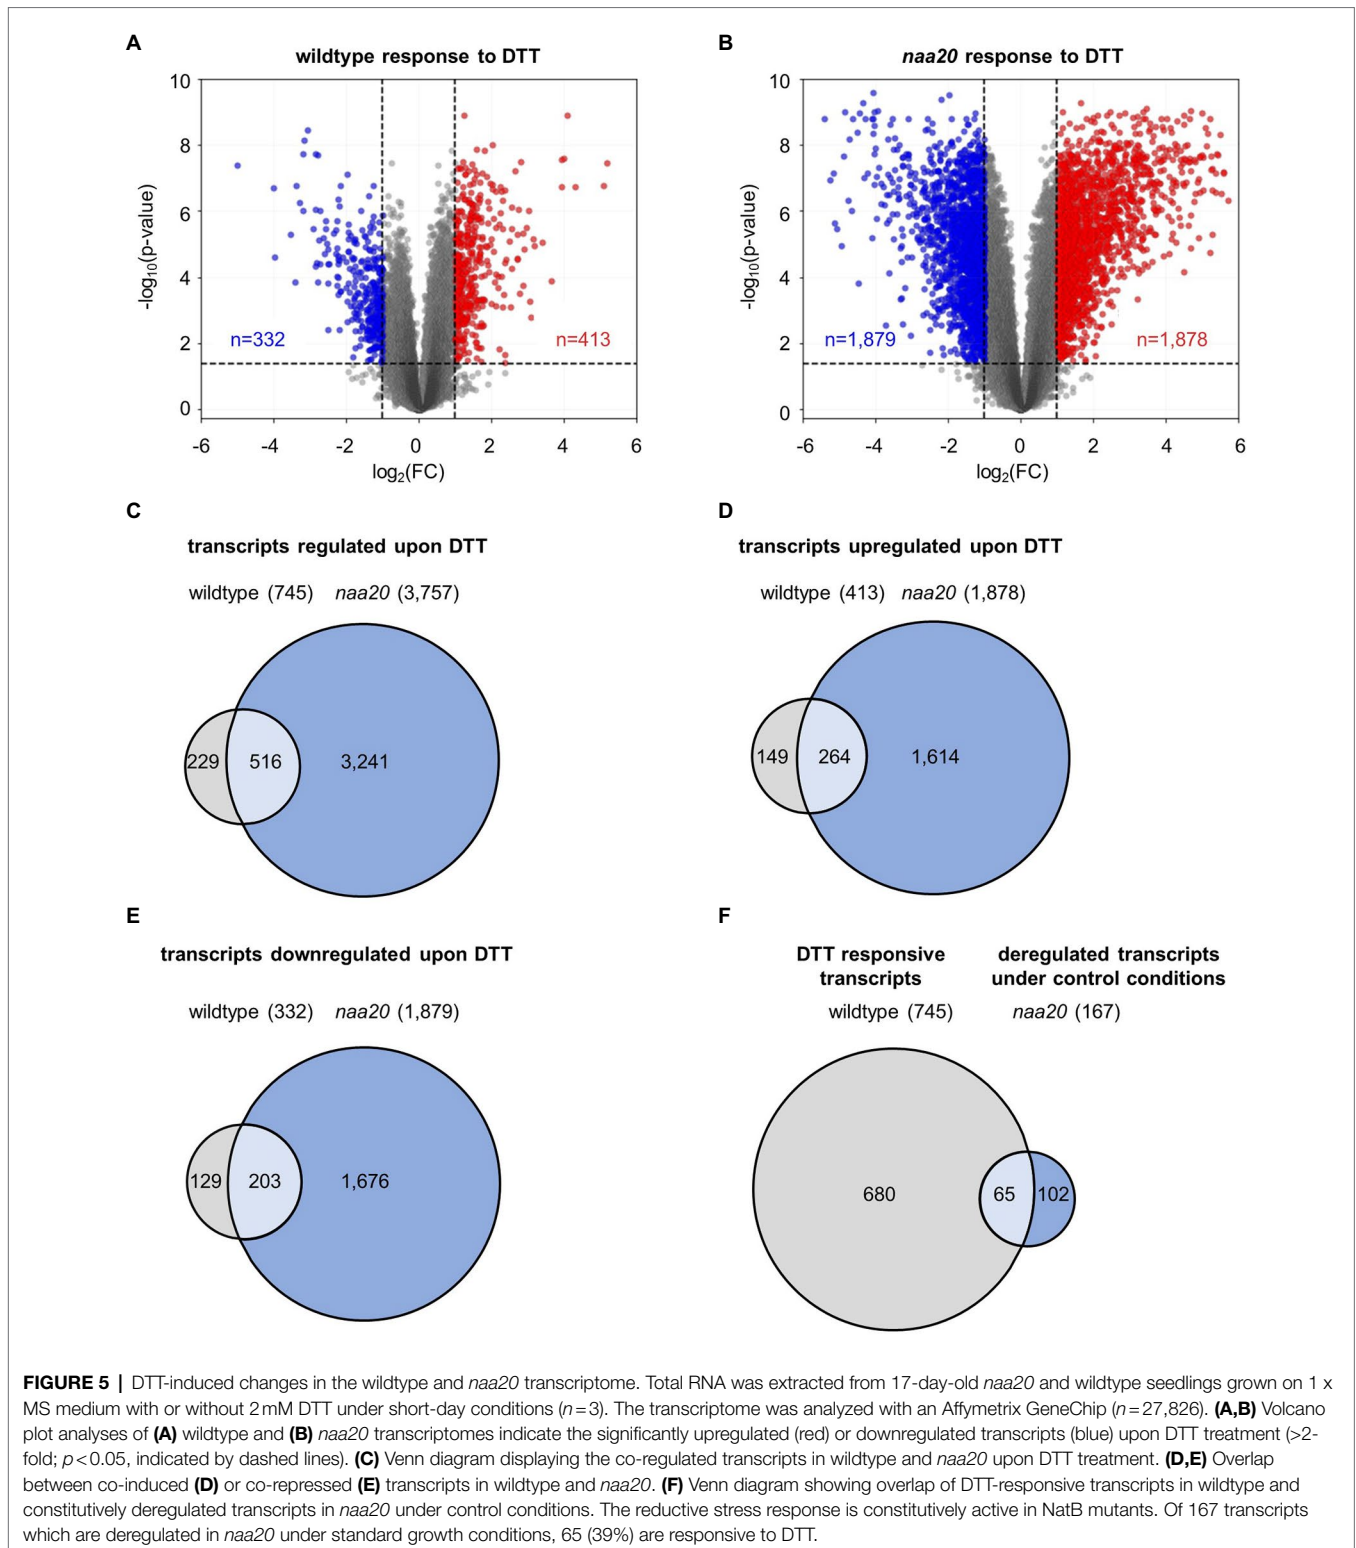 A
wildtype response to DTT
10
8
6
4
2
0
-log10(p-value)
n=332
n=413
-6 -4 -2 0 2 4 6
log2(FC)
B
naa20 response to DTT
10
8
6
4
2
0
-log10(p-value)
n=1,879
n=1,878
-6 -4 -2 0 2 4 6
log2(FC)
C
transcripts regulated upon DTT
wildtype (745) naa20 (3,757)
229 516 3,241
D
transcripts upregulated upon DTT
wildtype (413) naa20 (1,878)
149 264 1,614
E
transcripts downregulated upon DTT
wildtype (332) naa20 (1,879)
129 203 1,676
F
DTT responsive
transcripts
wildtype (745)
deregulated transcripts
under control conditions
naa20 (167)
680 65 102
FIGURE 5 | DTT-induced changes in the wildtype and naa20 transcriptome. Total RNA was extracted from 17-day-old naa20 and wildtype seedlings grown on 1 x
MS medium with or without 2 mM DTT under short-day conditions (n = 3). The transcriptome was analyzed with an Affymetrix GeneChip (n = 27,826). (A,B) Volcano
plot analyses of (A) wildtype and (B) naa20 transcriptomes indicate the significantly upregulated (red) or downregulated transcripts (blue) upon DTT treatment (>2-
fold; p < 0.05, indicated by dashed lines). (C) Venn diagram displaying the co-regulated transcripts in wildtype and naa20 upon DTT treatment. (D,E) Overlap
between co-induced (D) or co-repressed (E) transcripts in wildtype and naa20. (F) Venn diagram showing overlap of DTT-responsive transcripts in wildtype and
constitutively deregulated transcripts in naa20 under control conditions. The reductive stress response is constitutively active in NatB mutants. Of 167 transcripts
which are deregulated in naa20 under standard growth conditions, 65 (39%) are responsive to DTT.